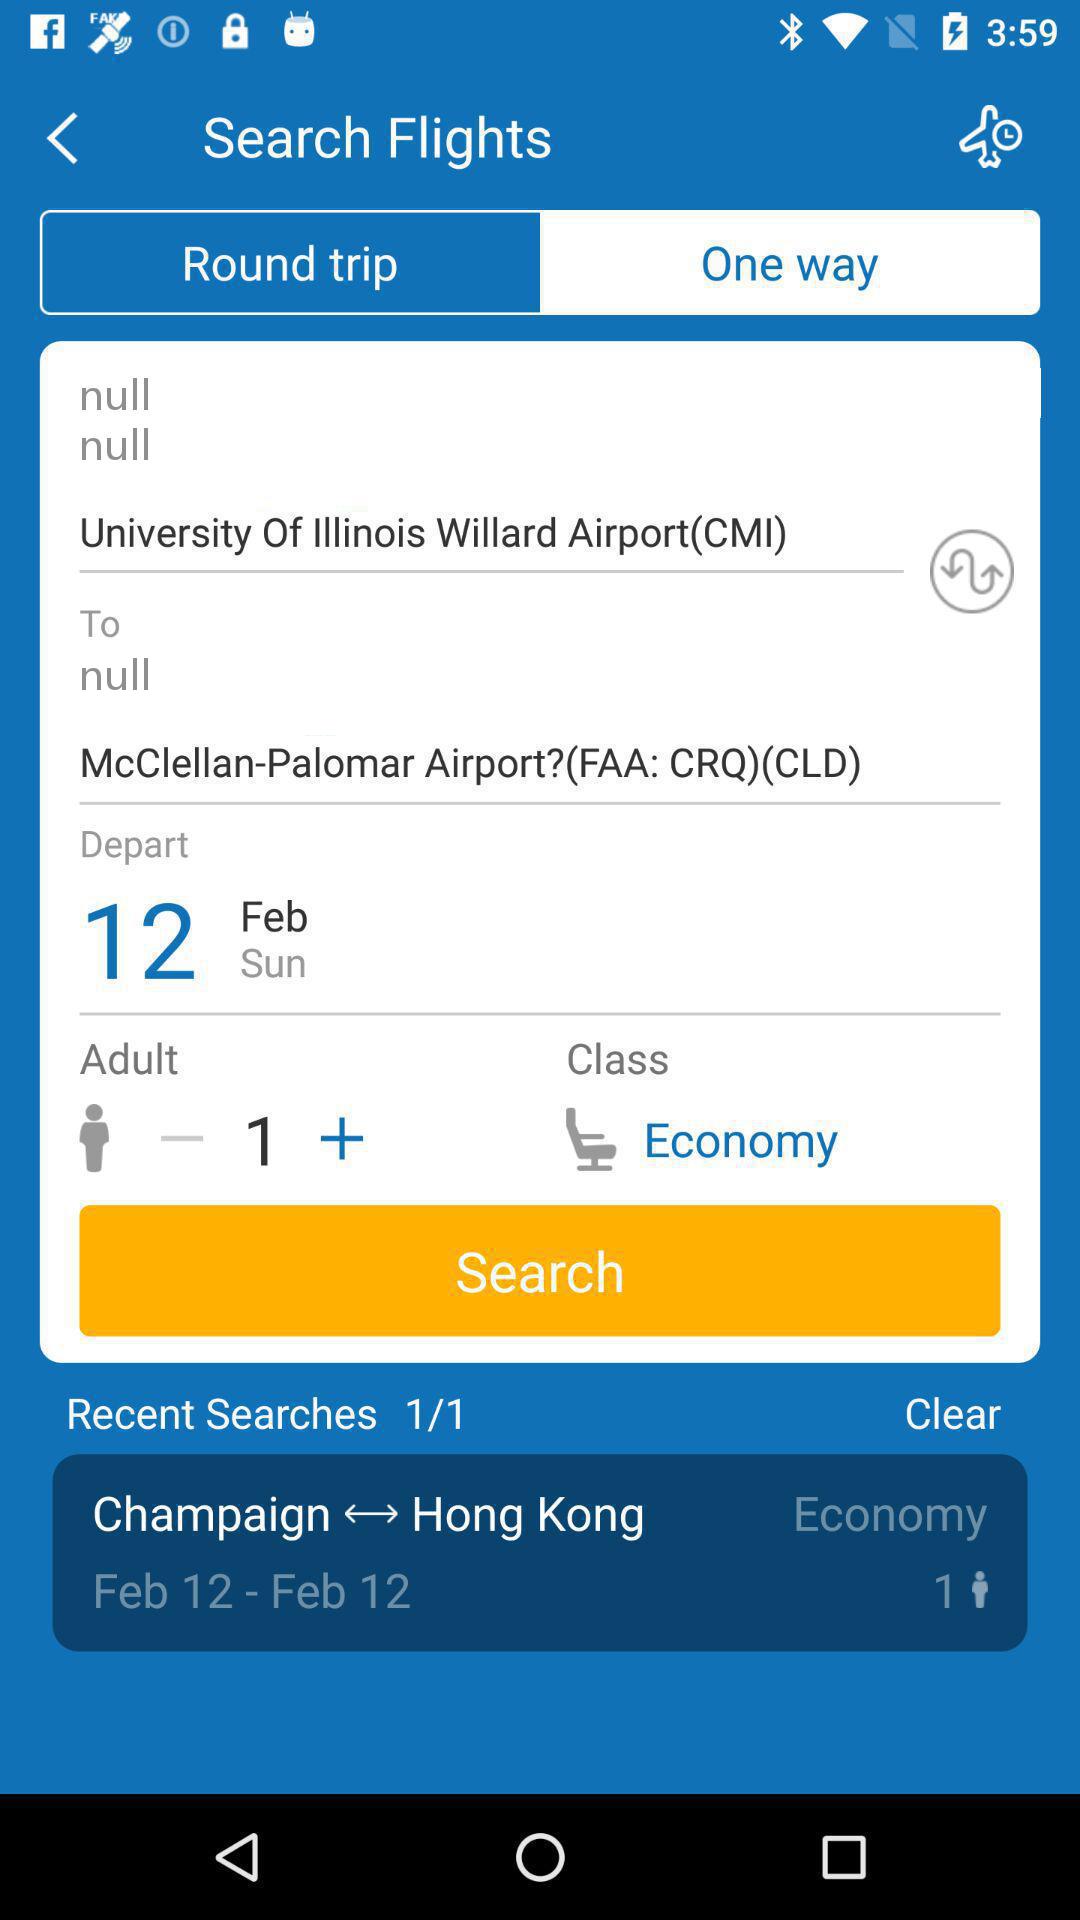 FAKE
3:59
Search Flights
Round trip
One way
null
null
University Of Illinois Willard Airport(CMI)
To
null
McClellan-Palomar Airport?(FAA: CRQ)(CLD)
Depart
12
Feb
Sun
Adult
Class
1
Economy
Search
Recent Searches 1/1
Clear
Champaign ⟷ Hong Kong
Economy
Feb 12 - Feb 12
1